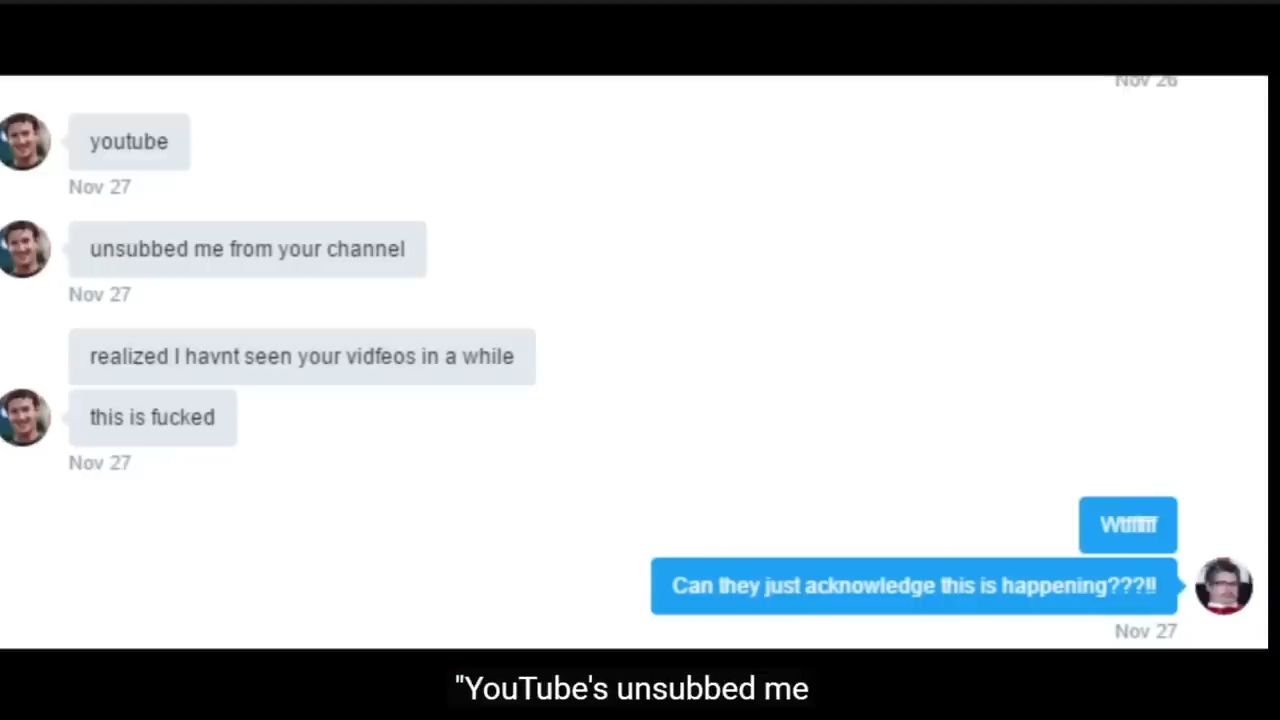 Nov 26
youtube
Nov 27
unsubbed me from your channel
Nov 27
realized I havnt seen your vidfeos in a while
this is fucked
Nov 27
Can they just acknowledge this is happening???!!
Nov 27
"YouTube's unsubbed me